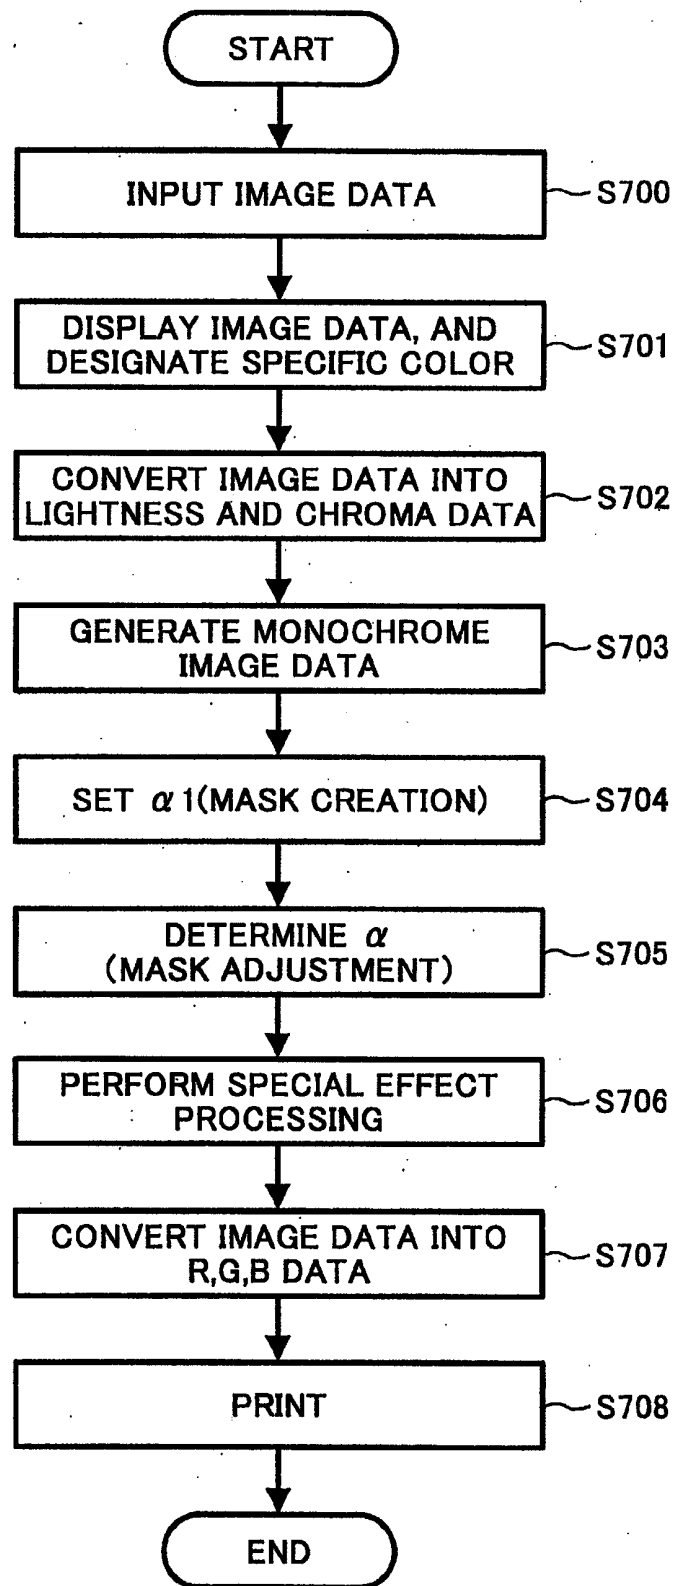 START
INPUT IMAGE DATA
S700
DISPLAY IMAGE DATA, AND
DESIGNATE SPECIFIC COLOR
S701
CONVERT IMAGE DATA INTO
LIGHTNESS AND CHROMA DATA
S702
GENERATE MONOCHROME
IMAGE DATA
S703
SET α1(MASK CREATION)
S704
DETERMINE α
(MASK ADJUSTMENT)
S705
PERFORM SPECIAL EFFECT
PROCESSING
S706
CONVERT IMAGE DATA INTO
R,G,B DATA
S707
PRINT
S708
END